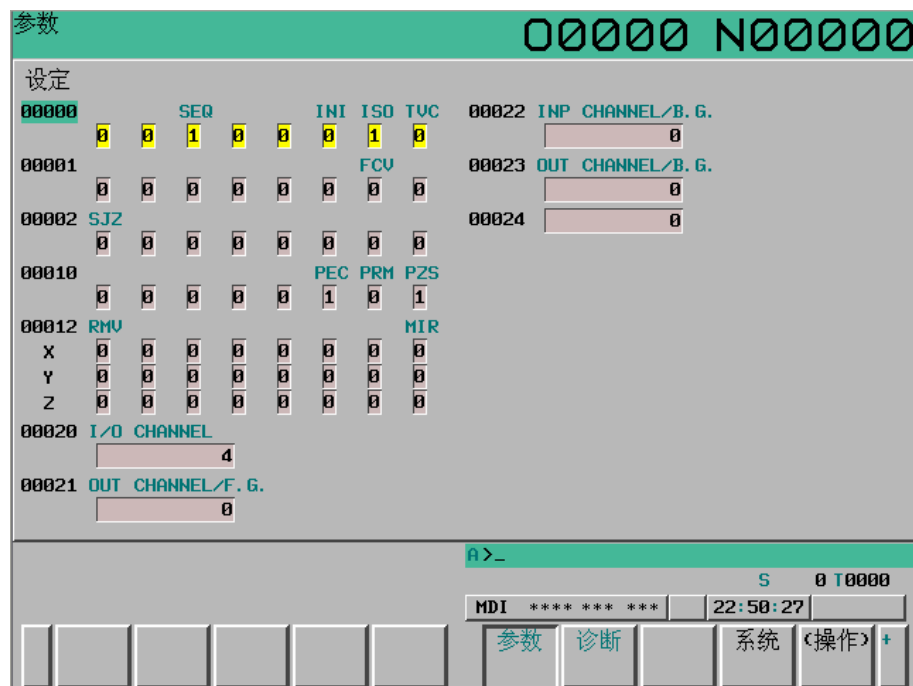 参数 O0000 N00000
设定
00000 SEQ INI ISO TVC
0 0 1 0 0 0 1 0
00001 FCV
0 0 0 0 0 0 0 0
00002 SJZ
0 0 0 0 0 0 0 0
00010 PEC PRM PZS
0 0 0 0 0 1 0 1
00012 RMV MIR
X 0 0 0 0 0 0 0 0
Y 0 0 0 0 0 0 0 0
Z 0 0 0 0 0 0 0 0
00020 I/O CHANNEL
4
00021 OUT CHANNEL/F.G.
0
00022 INP CHANNEL/B.G.
0
00023 OUT CHANNEL/B.G.
0
00024 0
A>_
S 0 T0000
MDI **** *** *** 22:50:27
参数 诊断 系统 (操作) +